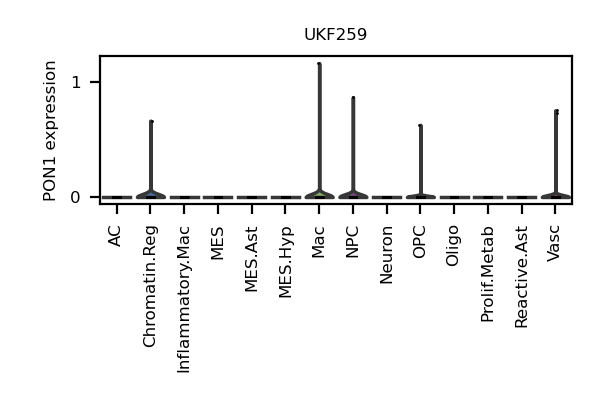 UKF259
PON1 expression
1
0
AC
Chromatin.Reg
Inflammatory.Mac
MES
MES.Ast
MES.Hyp
Mac
NPC
Neuron
OPC
Oligo
Prolif.Metab
Reactive.Ast
Vasc